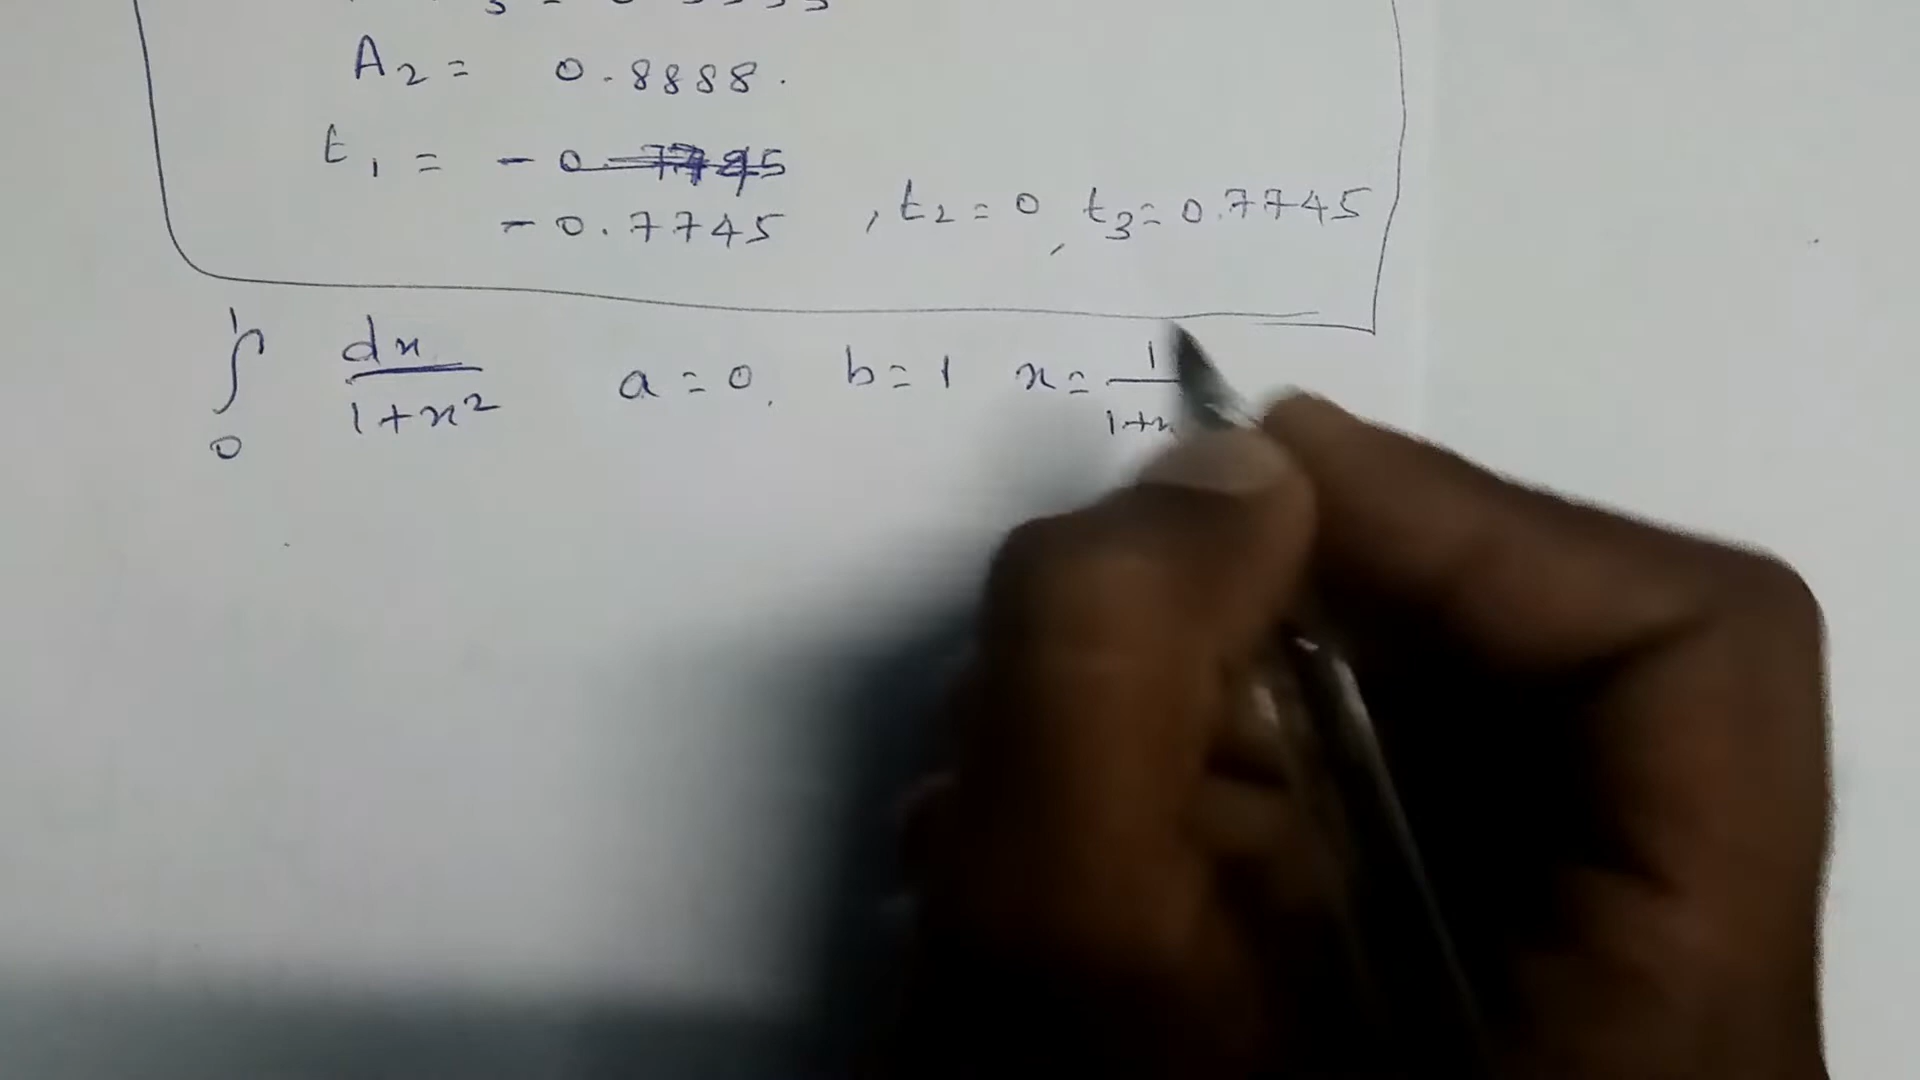 A2 = 0.8888.
t1 = -0.7745
-0.7745 , t2 = 0 , t3 = 0.7745
∫₀¹ dx/1+x² a = 0. b = 1 x = 1/1+x